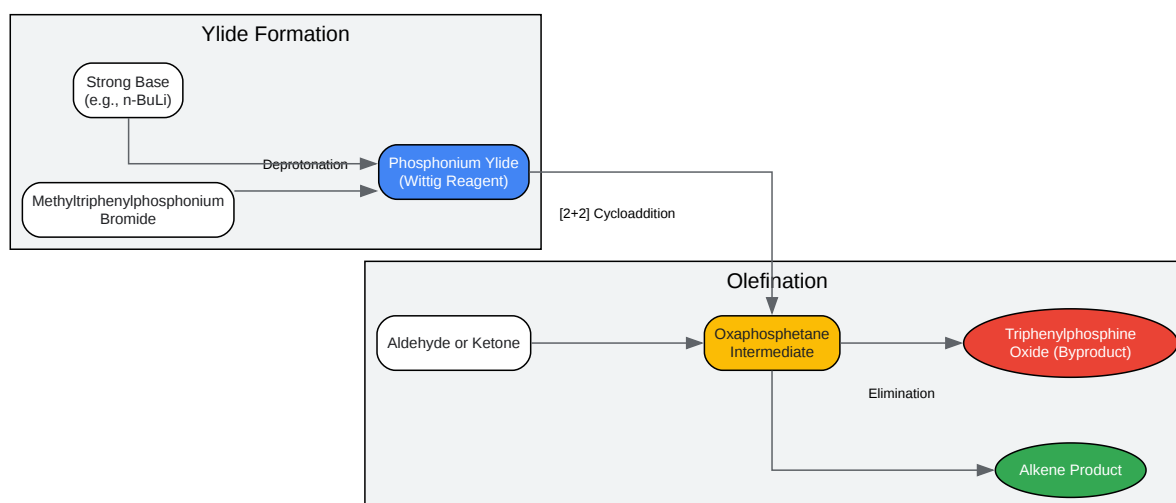 Ylide Formation
Strong Base
(e.g., n-BuLi)
Deprotonation
Phosphonium Ylide
(Wittig Reagent)
Methyltriphenylphosphonium
Bromide
[2+2] Cycloaddition
Olefination
Aldehyde or Ketone
Oxaphosphetane
Intermediate
Triphenylphosphine
Oxide (Byproduct)
Elimination
Alkene Product